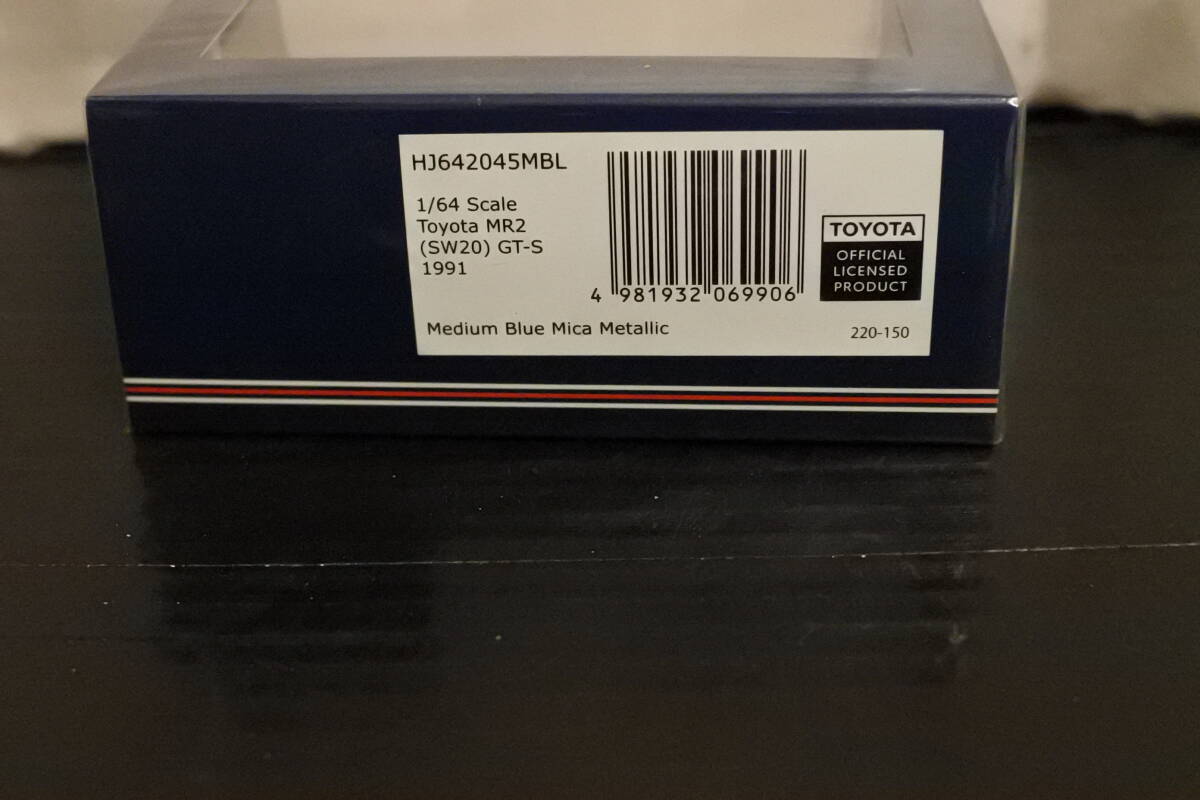 HJ642045MBL
1/64 Scale
Toyota MR2
(SW20) GT-S
1991
4 981932 069906
TOYOTA
OFFICIAL
LICENSED
PRODUCT
Medium Blue Mica Metallic
220-150